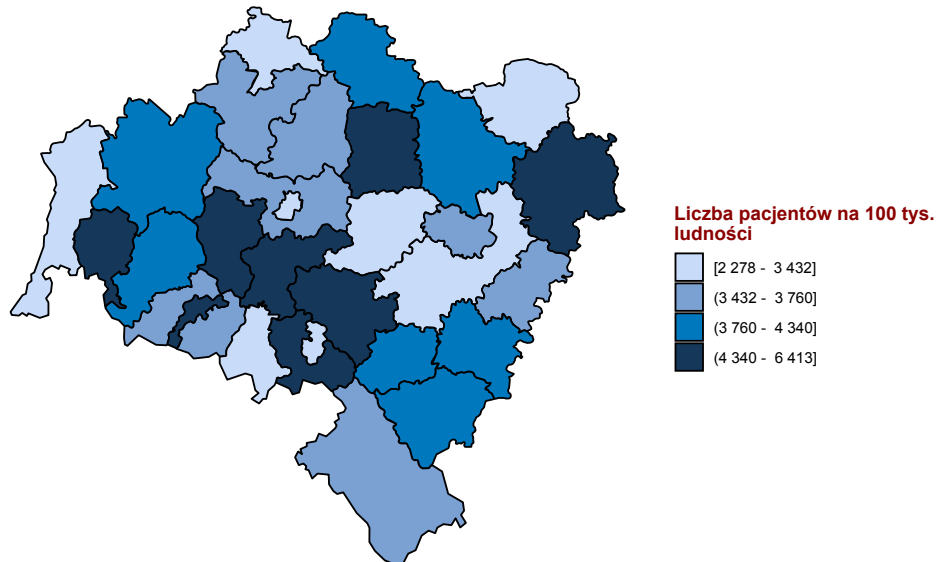 Liczba pacjentów na 100 tys.
ludności
[2 278 - 3 432]
(3 432 - 3 760]
(3 760 - 4 340]
(4 340 - 6 413]